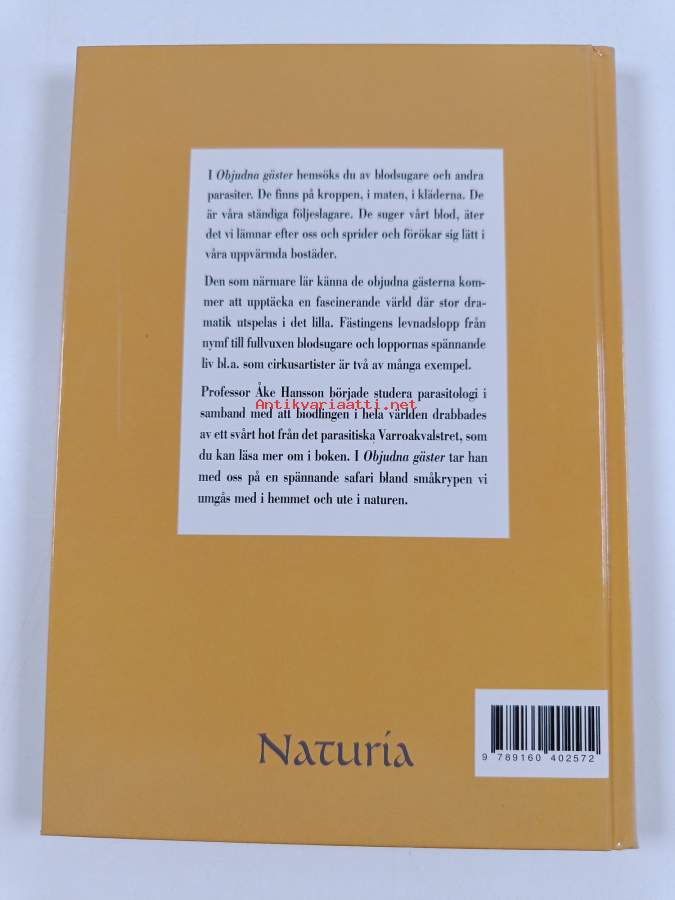 I Objudna gäster hemsöks du av blodsugare och andra
parasiter. De finns på kroppen, i maten, i kläderna. De
är våra ständiga följeslagare. De suger vårt blod, äter
det vi lämnar efter oss och sprider och förökar sig lätt i
våra uppvärmda bostäder.
Den som närmare lär känna de objudna gästerna kom-
mer att upptäcka en fascinerande värld där stor dra-
matik utspelas i det lilla. Fästingens levnadslopp från
nymf till fullvuxen blodsugare och loppornas spännande
liv bl.a. som cirkusartister är två av många exempel.
Professor Åke Hansson började studera parasitologi i
Antikvariaatti.net
samband med att biodlingen i hela världen drabbades
av ett svårt hot från det parasitiska Varroakvalstret, som
du kan läsa mer om i boken. I Objudna gäster tar han
med oss på en spännande safari bland småkrypen vi
umgås med i hemmet och ute i naturen.
Naturia
9 789160 402572